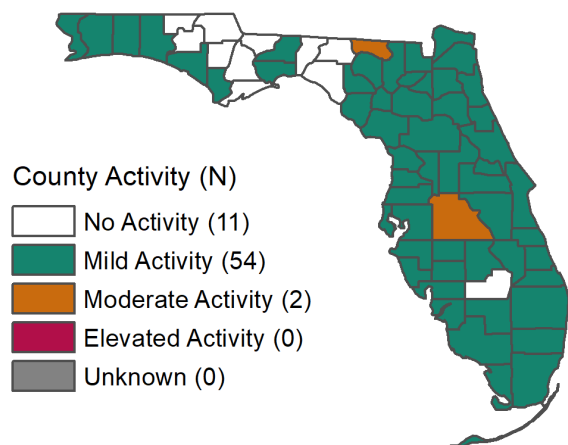 County Activity (N)
No Activity (11)
Mild Activity (54)
Moderate Activity (2)
Elevated Activity (0)
Unknown (0)